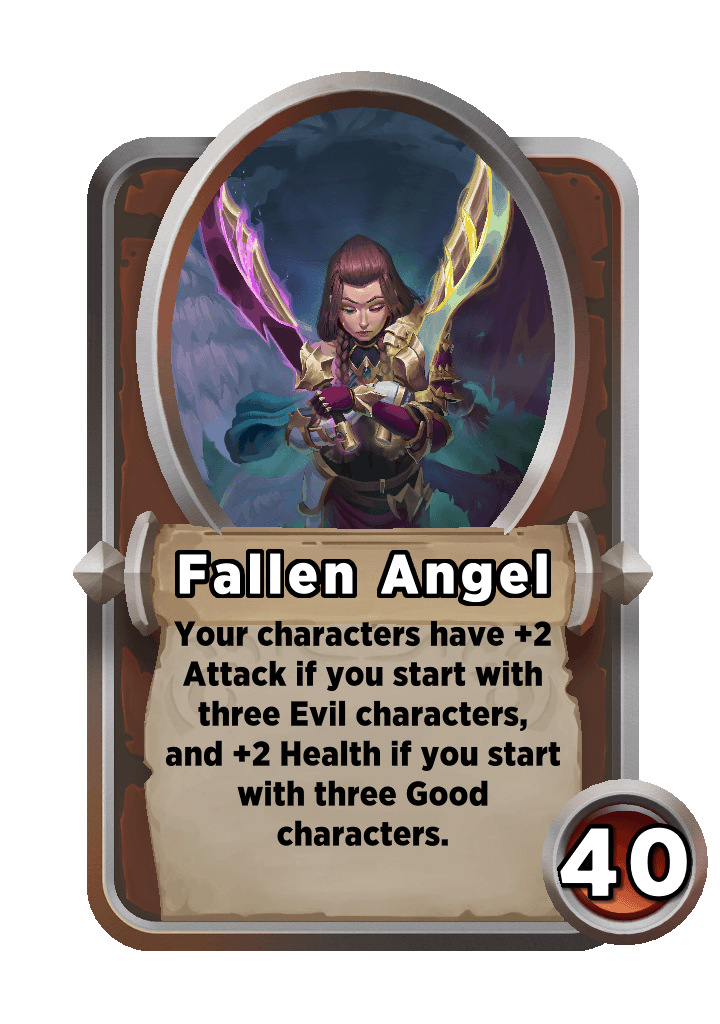 Fallen Angel
Your characters have +2
Attack if you start with
three Evil characters,
and +2 Health if you start
with three Good
characters.
40